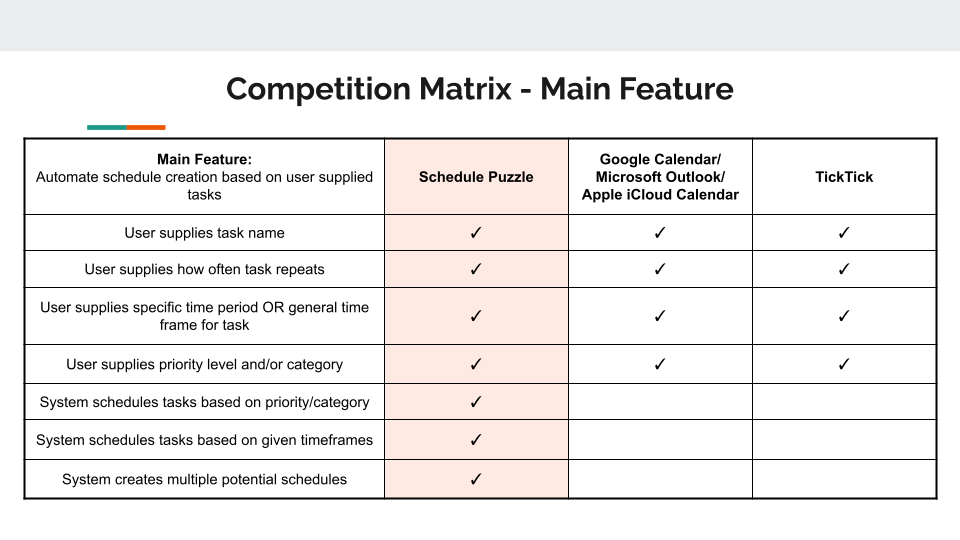 Competition Matrix - Main Feature
Main Feature:
Automate schedule creation based on user supplied
tasks
Schedule Puzzle
Google Calendar/
Microsoft Outlook/
Apple iCloud Calendar
TickTick
User supplies task name
✓ ✓ ✓
User supplies how often task repeats
✓ ✓ ✓
User supplies specific time period OR general time
frame for task
✓ ✓ ✓
User supplies priority level and/or category
✓ ✓ ✓
System schedules tasks based on priority/category
✓
System schedules tasks based on given timeframes
✓
System creates multiple potential schedules
✓